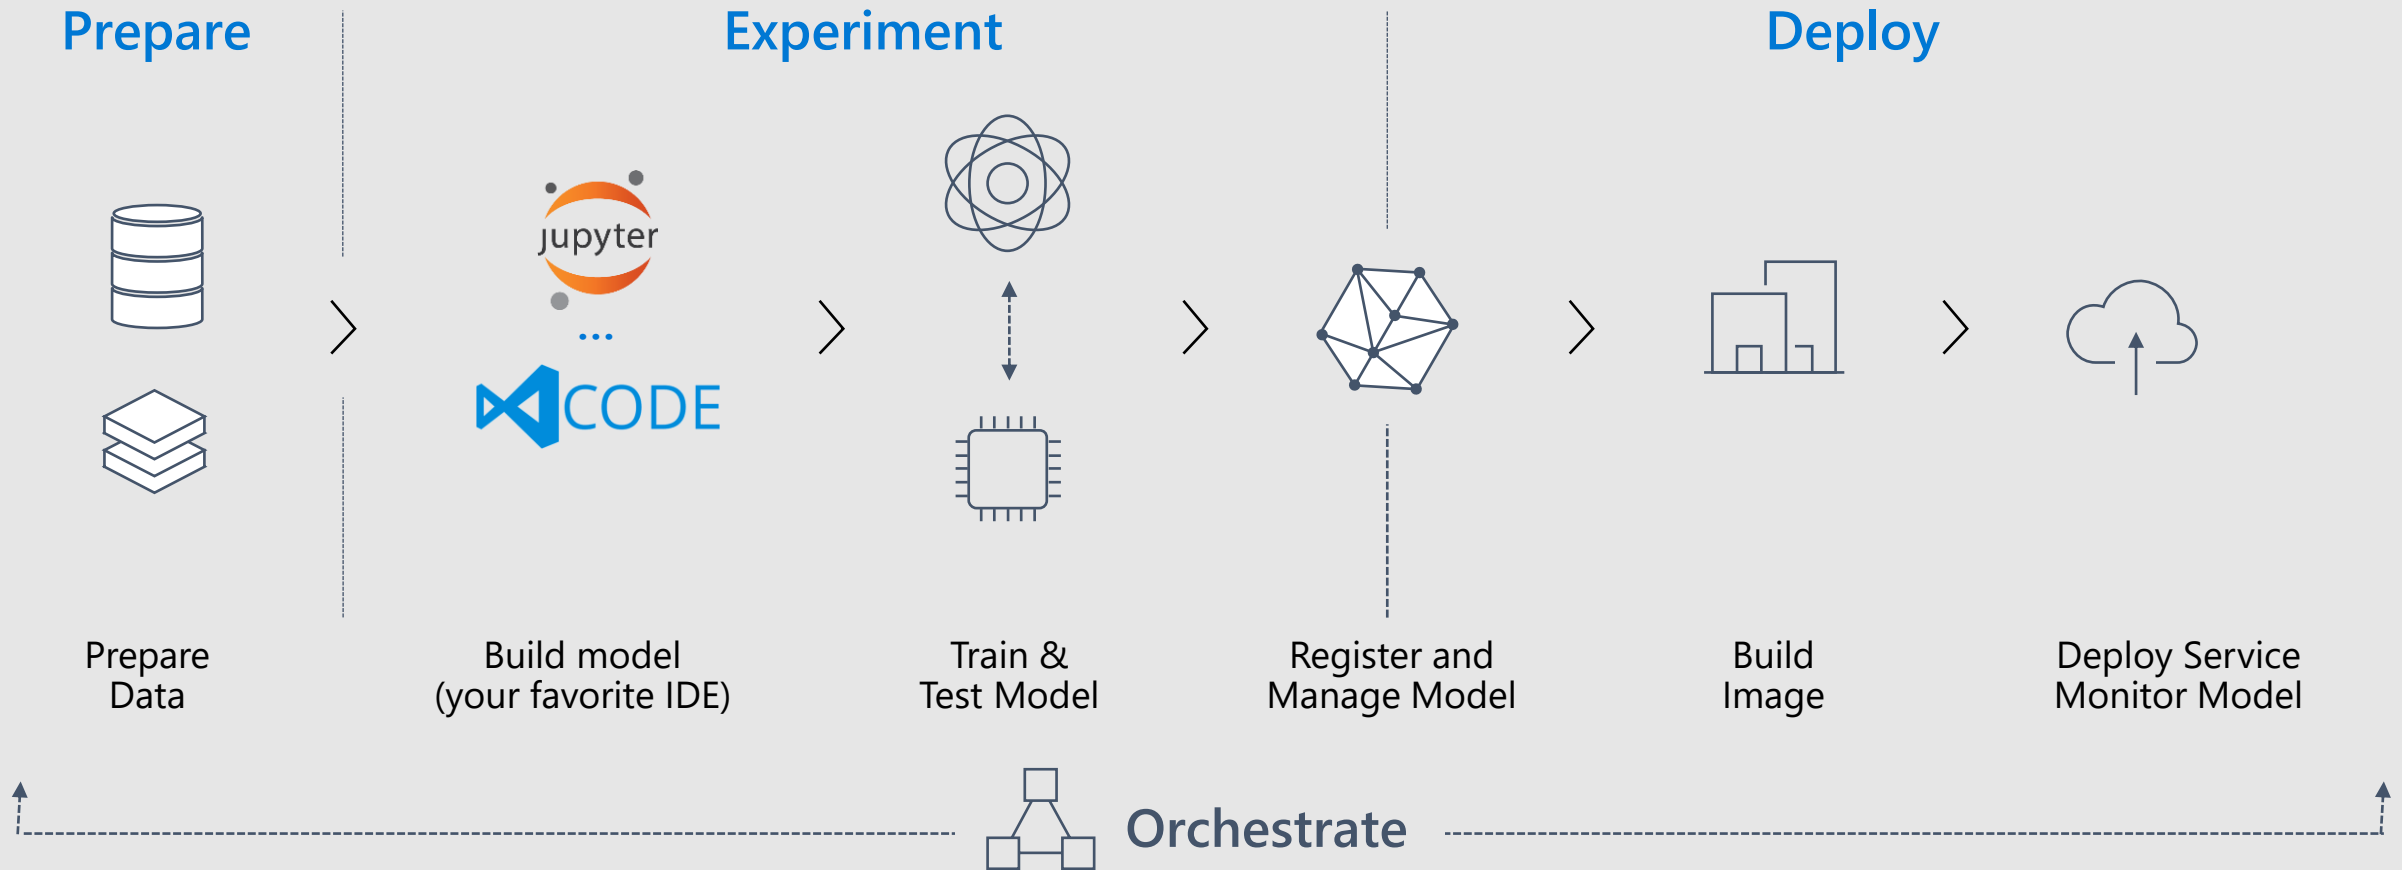 Prepare
Experiment
Deploy
jupyter
...
CODE
Prepare
Data
Build model
(your favorite IDE)
Train &
Test Model
Register and
Manage Model
Build
Image
Deploy Service
Monitor Model
Orchestrate